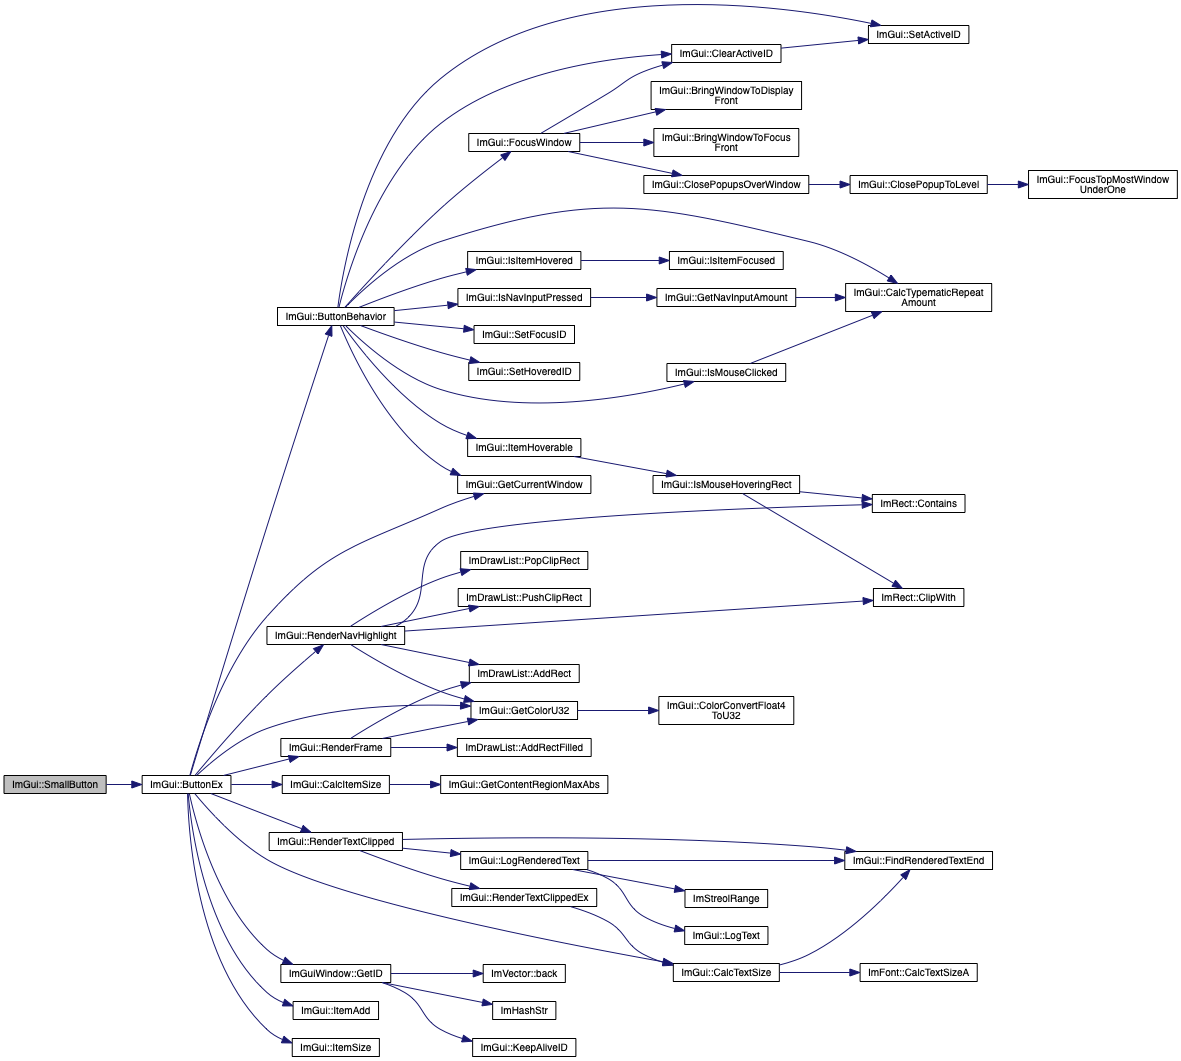 ImGui::SetActiveID
ImGui::ClearActiveID
ImGui::BringWindowToDisplay
Front
ImGui::FocusWindow
ImGui::BringWindowToFocus
Front
ImGui::ClosePopupsOverWindow
ImGui::ClosePopupToLevel
ImGui::FocusTopMostWindow
UnderOne
ImGui::IsItemHovered
ImGui::IsItemFocused
ImGui::IsNavInputPressed
ImGui::GetNavInputAmount
ImGui::CalcTypematicRepeat
Amount
ImGui::ButtonBehavior
ImGui::SetFocusID
ImGui::SetHoveredID
ImGui::IsMouseClicked
ImGui::ItemHoverable
ImGui::GetCurrentWindow
ImGui::IsMouseHoveringRect
ImRect::Contains
ImDrawList::PopClipRect
ImDrawList::PushClipRect
ImRect::ClipWith
ImGui::RenderNavHighlight
ImDrawList::AddRect
ImGui::GetColorU32
ImGui::ColorConvertFloat4
ToU32
ImGui::RenderFrame
ImDrawList::AddRectFilled
ImGui::SmallButton
ImGui::ButtonEx
ImGui::CalcItemSize
ImGui::GetContentRegionMaxAbs
ImGui::RenderTextClipped
ImGui::LogRenderedText
ImGui::FindRenderedTextEnd
ImGui::RenderTextClippedEx
ImStreolRange
ImGui::LogText
ImGuiWindow::GetID
ImVector::back
ImGui::CalcTextSize
ImFont::CalcTextSizeA
ImGui::ItemAdd
ImHashStr
ImGui::ItemSize
ImGui::KeepAliveID